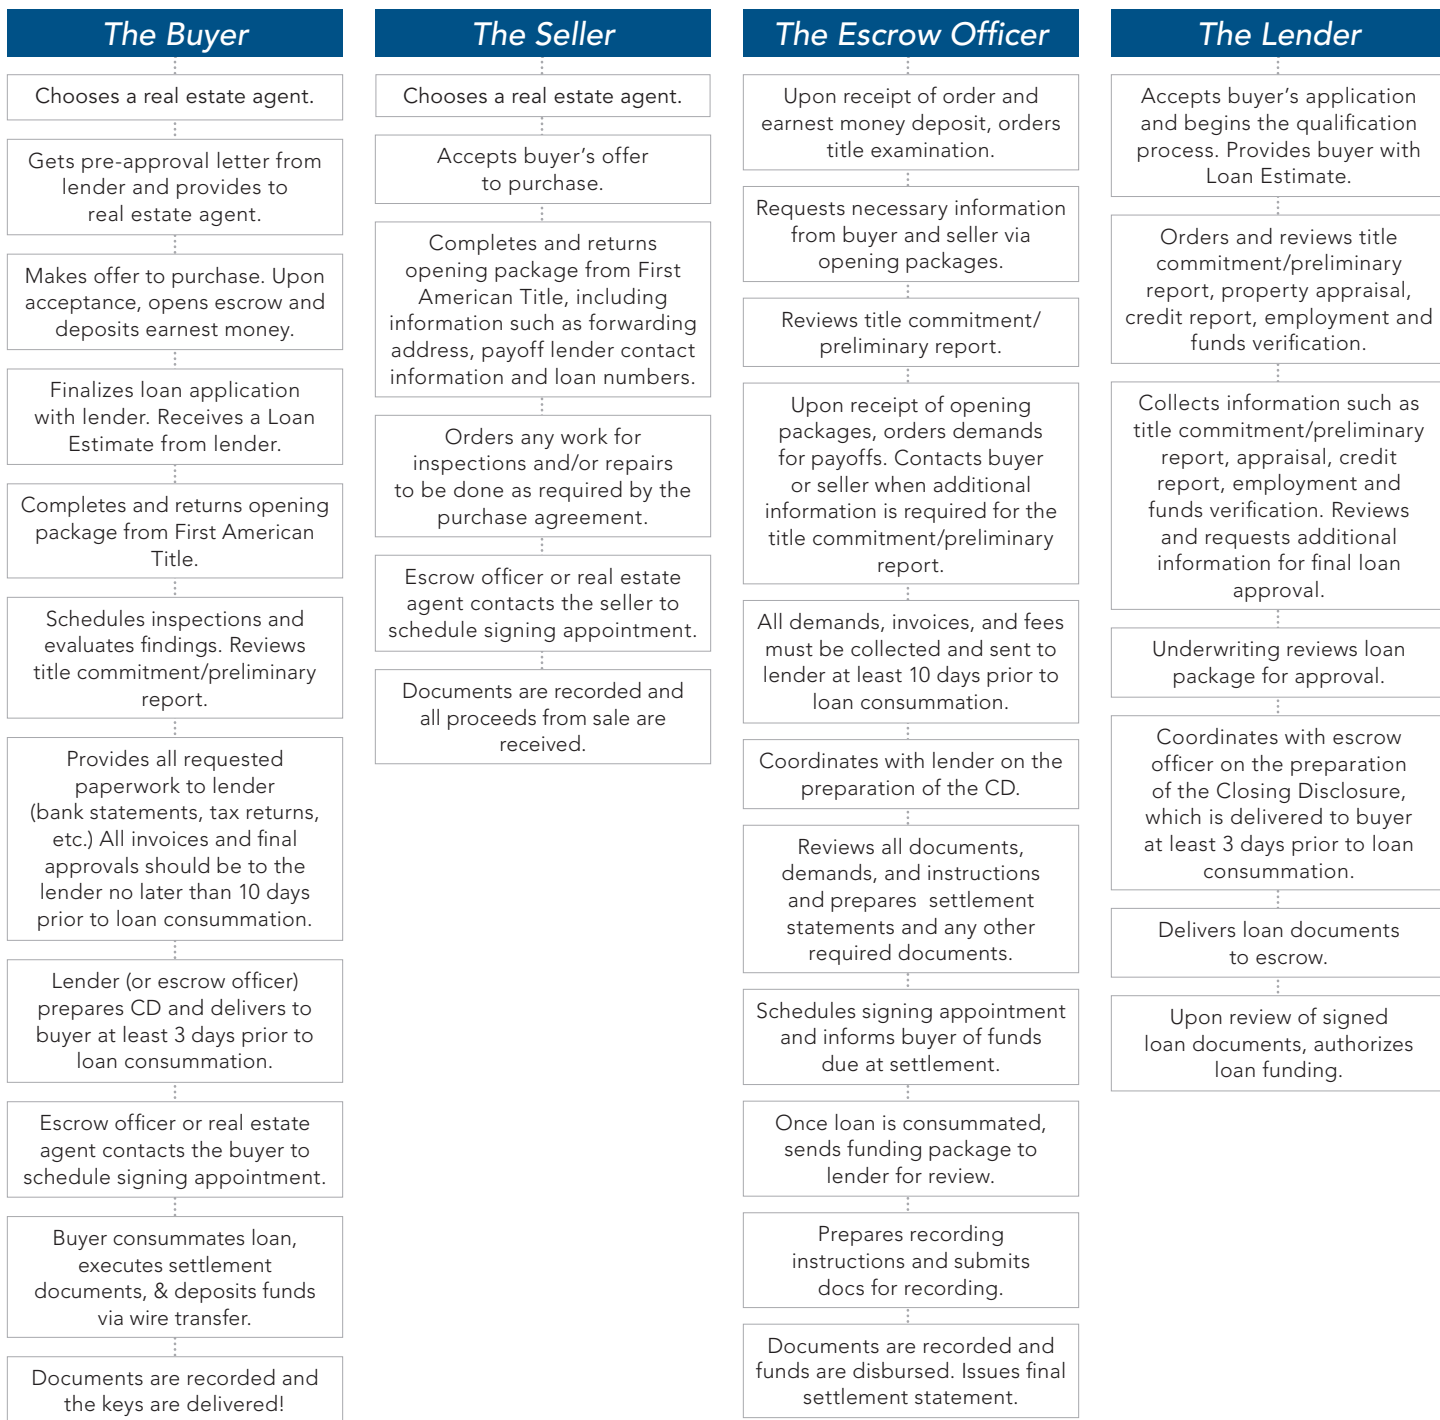 The Buyer
Chooses a real estate agent.
Gets pre-approval letter from
lender and provides to
real estate agent.
Makes offer to purchase. Upon
acceptance, opens escrow and
deposits earnest money.
Finalizes loan application
with lender. Receives a Loan
Estimate from lender.
Completes and returns opening
package from First American
Title.
Schedules inspections and
evaluates findings. Reviews
title commitment/preliminary
report.
Provides all requested
paperwork to lender
(bank statements, tax returns,
etc.) All invoices and final
approvals should be to the
lender no later than 10 days
prior to loan consummation.
Lender (or escrow officer)
prepares CD and delivers to
buyer at least 3 days prior to
loan consummation.
Escrow officer or real estate
agent contacts the buyer to
schedule signing appointment.
Buyer consummates loan,
executes settlement
documents, & deposits funds
via wire transfer.
Documents are recorded and
the keys are delivered!
The Seller
Chooses a real estate agent.
Accepts buyer's offer
to purchase.
Completes and returns
opening package from First
American Title, including
information such as forwarding
address, payoff lender contact
information and loan numbers.
Orders any work for
inspections and/or repairs
to be done as required by the
purchase agreement.
Escrow officer or real estate
agent contacts the seller to
schedule signing appointment.
Documents are recorded and
all proceeds from sale are
received.
The Escrow Officer
Upon receipt of order and
earnest money deposit, orders
title examination.
Requests necessary information
from buyer and seller via
opening packages.
Reviews title commitment/
preliminary report.
Upon receipt of opening
packages, orders demands
for payoffs. Contacts buyer
or seller when additional
information is required for the
title commitment/preliminary
report.
All demands, invoices, and fees
must be collected and sent to
lender at least 10 days prior to
loan consummation.
Coordinates with lender on the
preparation of the CD.
Reviews all documents,
demands, and instructions
and prepares settlement
statements and any other
required documents.
Schedules signing appointment
and informs buyer of funds
due at settlement.
Once loan is consummated,
sends funding package to
lender for review.
Prepares recording
instructions and submits
docs for recording.
Documents are recorded and
funds are disbursed. Issues final
settlement statement.
The Lender
Accepts buyer's application
and begins the qualification
process. Provides buyer with
Loan Estimate.
Orders and reviews title
commitment/preliminary
report, property appraisal,
credit report, employment and
funds verification.
Collects information such as
title commitment/preliminary
report, appraisal, credit
report, employment and
funds verification. Reviews
and requests additional
information for final loan
approval.
Underwriting reviews loan
package for approval.
Coordinates with escrow
officer on the preparation
of the Closing Disclosure,
which is delivered to buyer
at least 3 days prior to loan
consummation.
Delivers loan documents
to escrow.
Upon review of signed
loan documents, authorizes
loan funding.